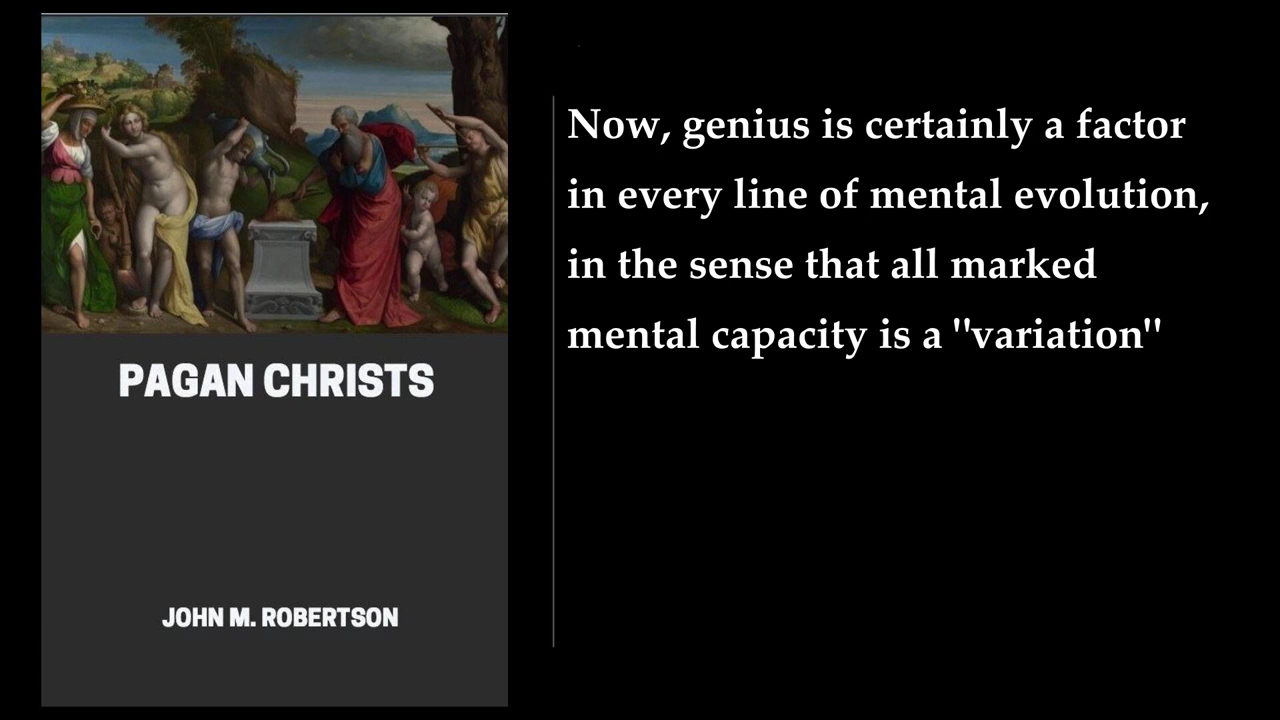 PAGAN CHRISTS
JOHN M. ROBERTSON
Now, genius is certainly a factor
in every line of mental evolution,
in the sense that all marked
mental capacity is a "variation"